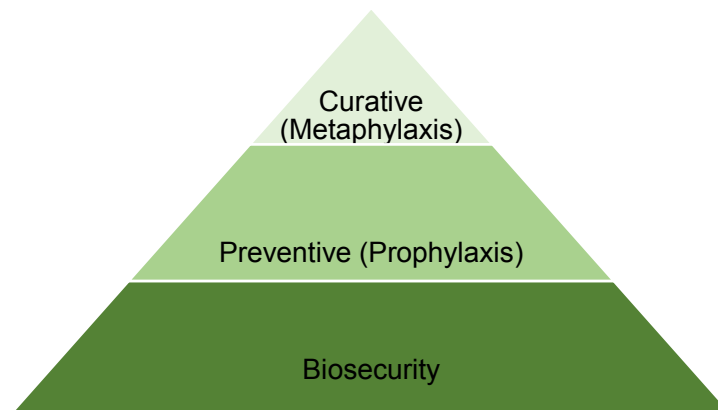 Curative
(Metaphylaxis)
Preventive (Prophylaxis)
Biosecurity